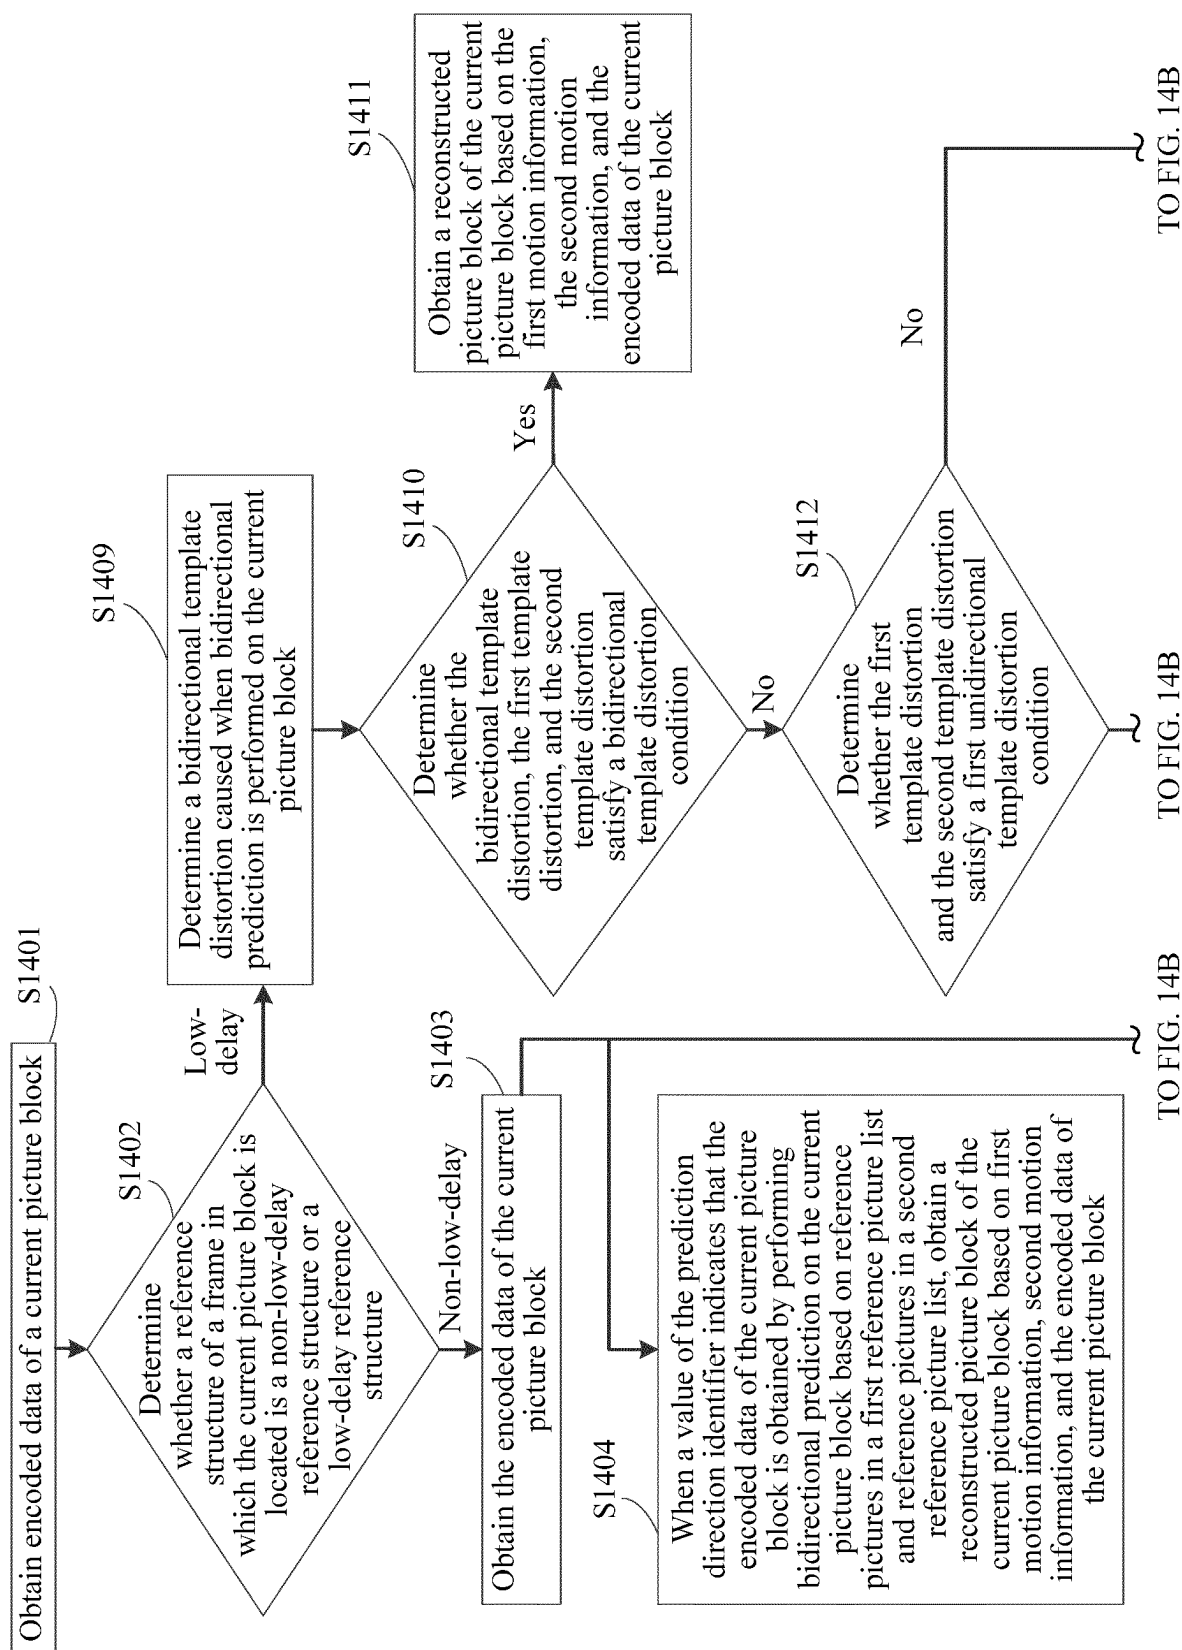 S1401
Obtain encoded data of a current picture block
S1402
Determine
whether a reference
structure of a frame in
which the current picture block is
located is a non-low-delay
reference structure or a
low-delay reference
structure
Low-
delay
Non-low-delay
S1403
Obtain the encoded data of the current
picture block
S1404
When a value of the prediction
direction identifier indicates that the
encoded data of the current picture
block is obtained by performing
bidirectional prediction on the current
picture block based on reference
pictures in a first reference picture list
and reference pictures in a second
reference picture list, obtain a
reconstructed picture block of the
current picture block based on first
motion information, second motion
information, and the encoded data of
the current picture block
TO FIG. 14B
S1409
Determine a bidirectional template
distortion caused when bidirectional
prediction is performed on the current
picture block
S1410
Determine
whether the
bidirectional template
distortion, the first template
distortion, and the second
template distortion
satisfy a bidirectional
template distortion
condition
Yes
No
S1411
Obtain a reconstructed
picture block of the current
picture block based on the
first motion information,
the second motion
information, and the
encoded data of the current
picture block
S1412
Determine
whether the first
template distortion
and the second template distortion
satisfy a first unidirectional
template distortion
condition
No
TO FIG. 14B
TO FIG. 14B